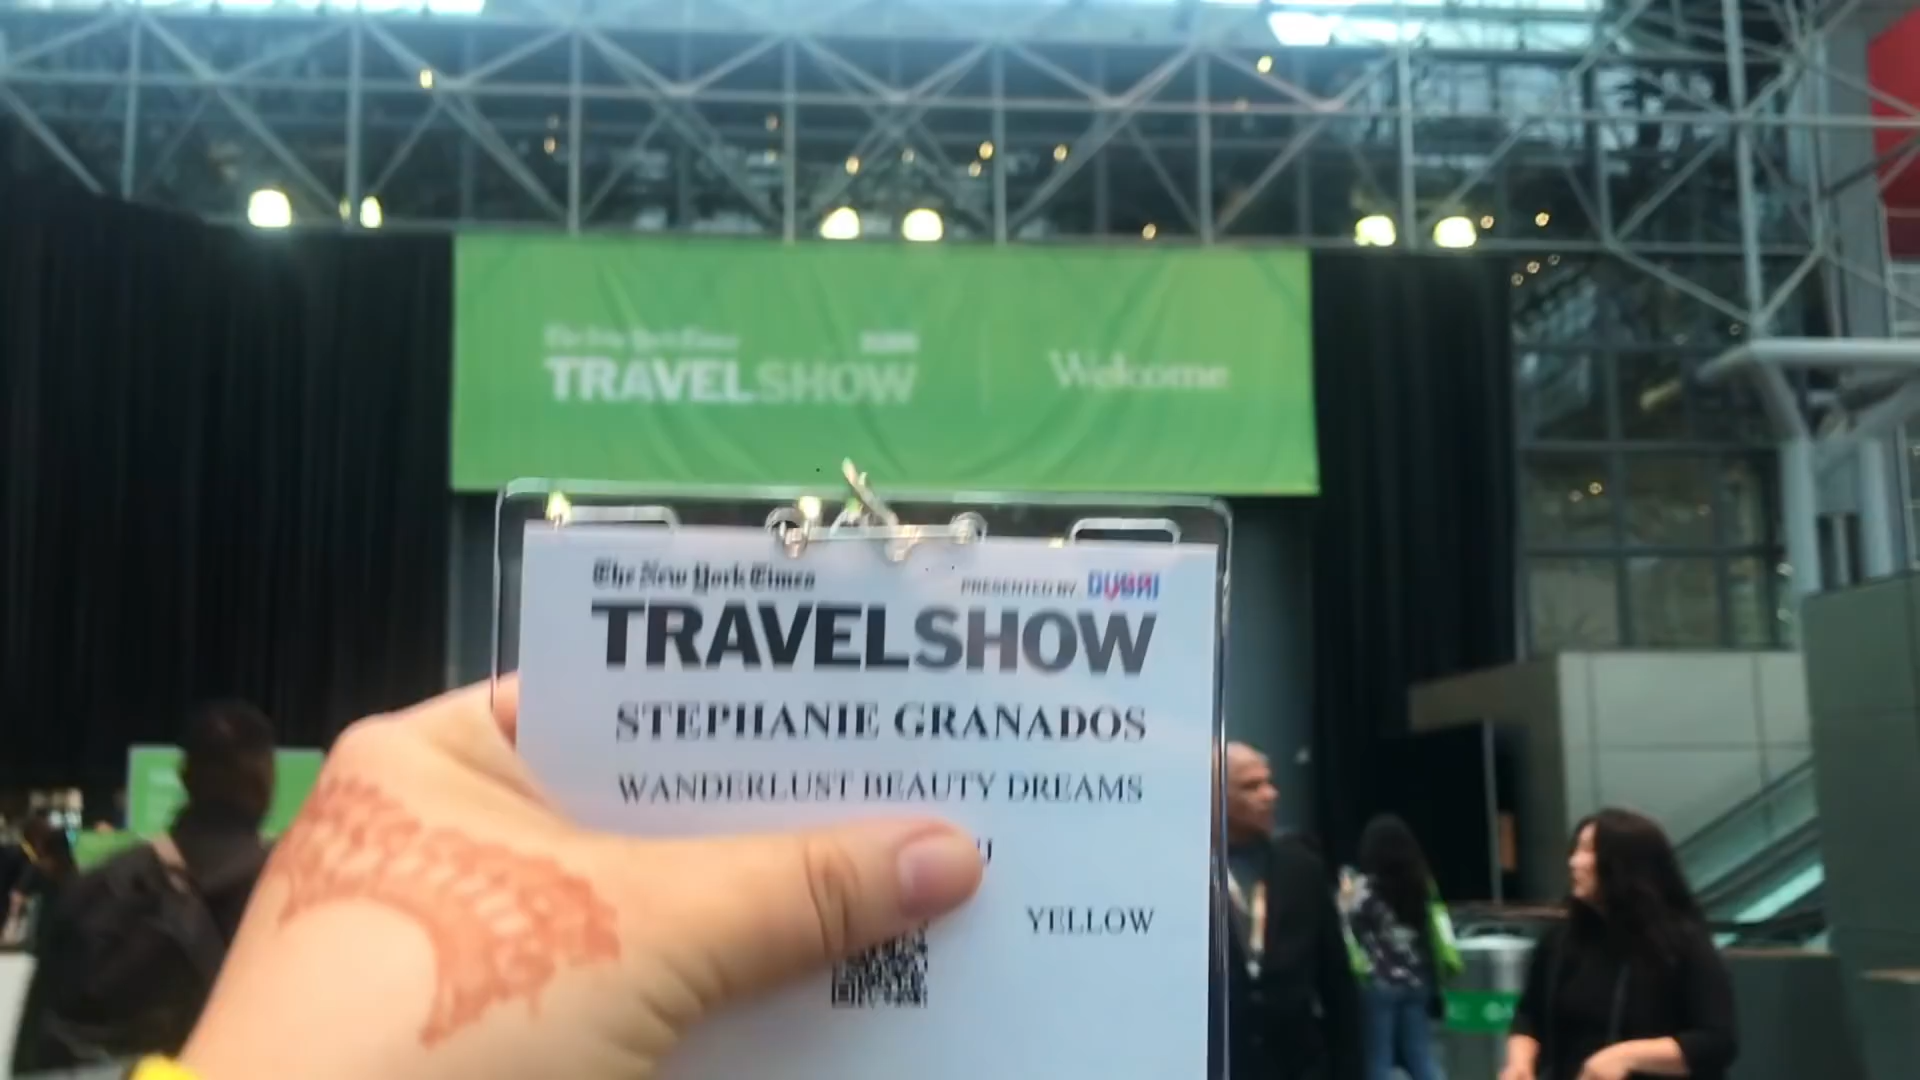 The New York Times
TRAVELSHOW
Welcome
The New York Times
PRESENTED BY DUBAI
TRAVELSHOW
STEPHANIE GRANADOS
WANDERLUST BEAUTY DREAMS
YELLOW